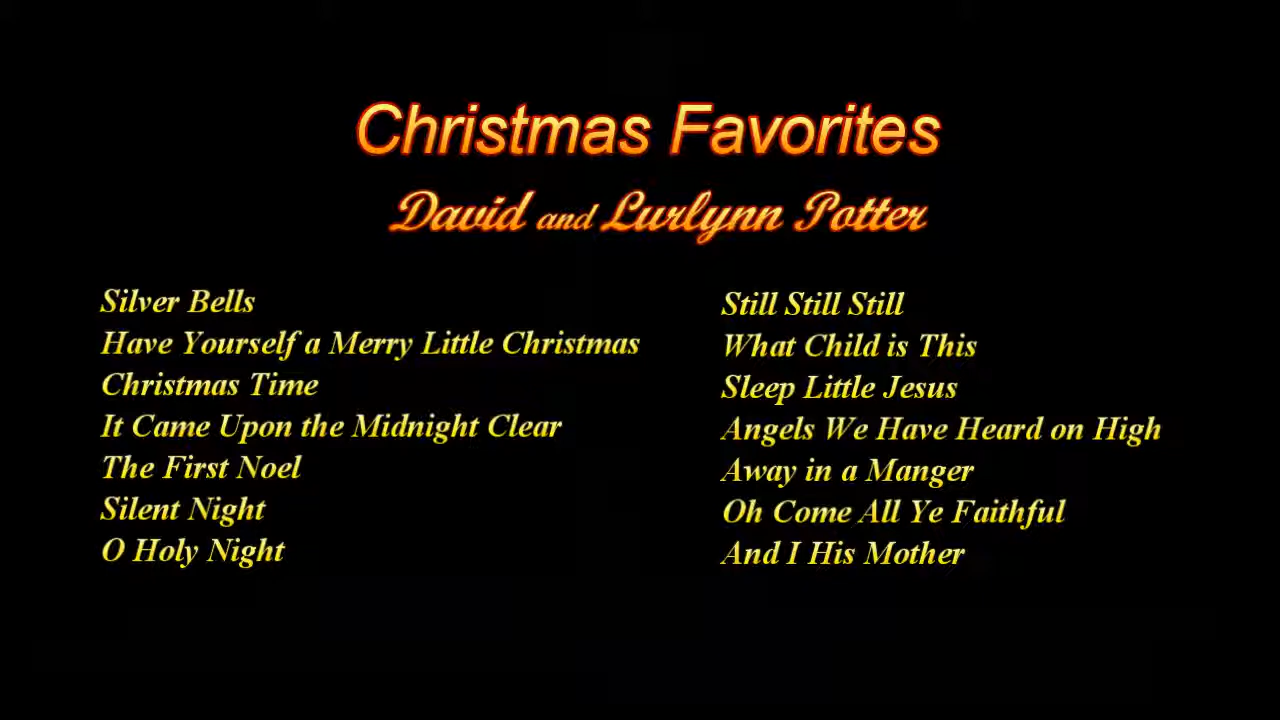 Christmas Favorites
David and Lurlynn Potter
Silver Bells
Have Yourself a Merry Little Christmas
Christmas Time
It Came Upon the Midnight Clear
The First Noel
Silent Night
O Holy Night
Still Still Still
What Child is This
Sleep Little Jesus
Angels We Have Heard on High
Away in a Manger
Oh Come All Ye Faithful
And I His Mother